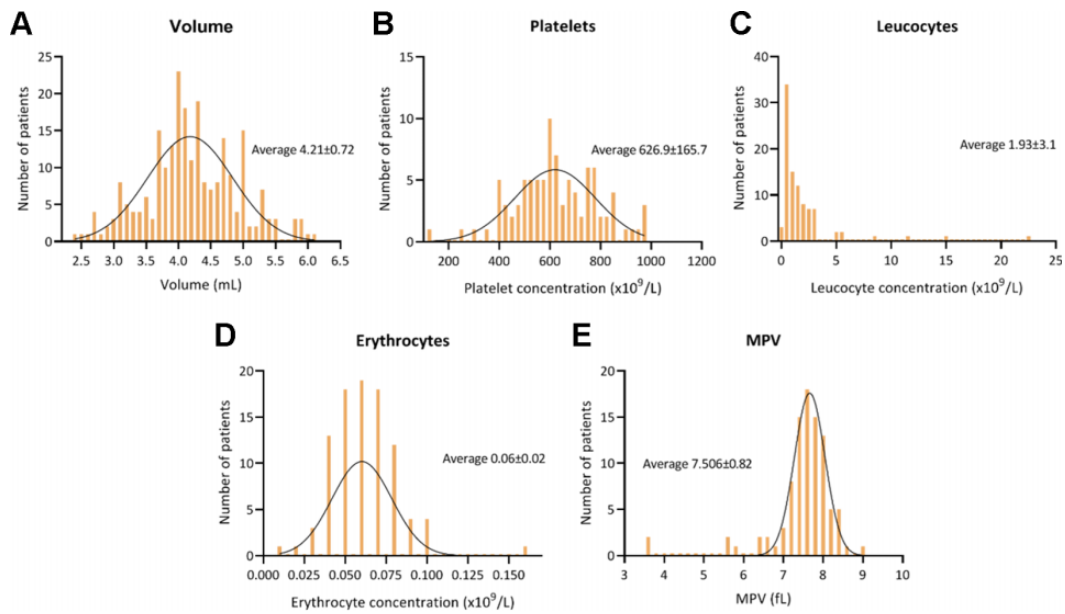 A
Volume
Number of patients
25
20
15
10
5
0
2.5 3.0 3.5 4.0 4.5 5.0 5.5 6.0 6.5
Volume (mL)
Average 4.21±0.72
B
Platelets
Number of patients
15
10
5
0
200 400 600 800 1000 1200
Platelet concentration (x10⁹/L)
Average 626.9±165.7
C
Leucocytes
Number of patients
40
30
20
10
0
0 5 10 15 20 25
Leucocyte concentration (x10⁹/L)
Average 1.93±3.1
D
Erythrocytes
Number of patients
20
15
10
5
0
0.000 0.025 0.050 0.075 0.100 0.125 0.150
Erythrocyte concentration (x10⁹/L)
Average 0.06±0.02
E
MPV
Number of patients
20
15
10
5
0
3 4 5 6 7 8 9 10
MPV (fL)
Average 7.506±0.82